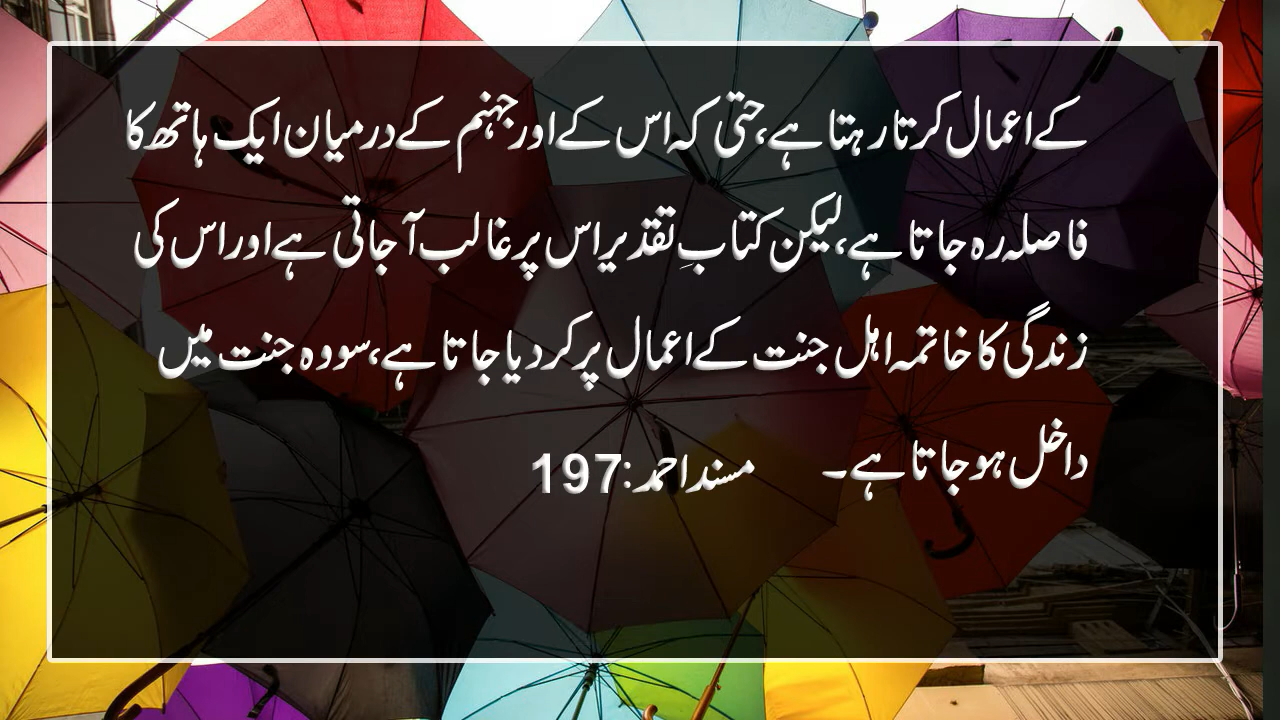 کے اعمال کرتا رہتا ہے، حتی کہ اس کے اور جہنم کے درمیان ایک ہاتھ کا
فاصلہ رہ جاتا ہے، لیکن کتابِ تقدیر اس پر غالب آ جاتی ہے اور اس کی
زندگی کا خاتمہ اہل جنت کے اعمال پر کر دیا جاتا ہے، سو وہ جنت میں
داخل ہو جاتا ہے۔ مسند احمد:197